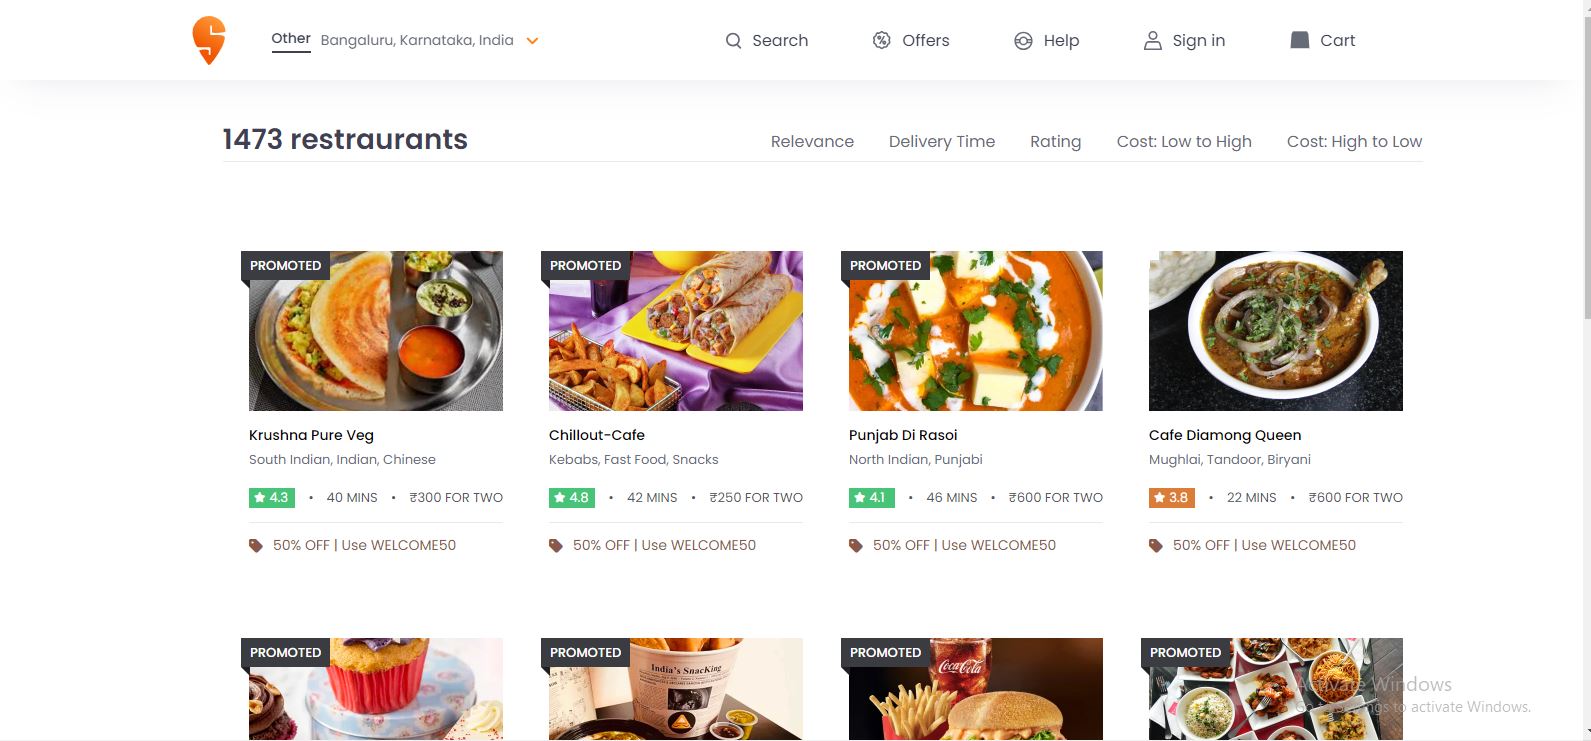 Other Bangaluru, Karnataka, India Search Offers Help Sign in Cart
1473 restraurants Relevance Delivery Time Rating Cost: Low to High Cost: High to Low
PROMOTED PROMOTED PROMOTED
Krushna Pure Veg Chillout-Cafe Punjab Di Rasoi Cafe Diamong Queen
South Indian, Indian, Chinese Kebabs, Fast Food, Snacks North Indian, Punjabi Mughlai, Tandoor, Biryani
4.3 • 40 MINS • ₹300 FOR TWO 4.8 • 42 MINS • ₹250 FOR TWO 4.1 • 46 MINS • ₹600 FOR TWO 3.8 • 22 MINS • ₹600 FOR TWO
50% OFF | Use WELCOME50 50% OFF | Use WELCOME50 50% OFF | Use WELCOME50 50% OFF | Use WELCOME50
PROMOTED PROMOTED PROMOTED PROMOTED
India's SnacKing
Coca-Cola
Activate Windows
Go to Settings to activate Windows.